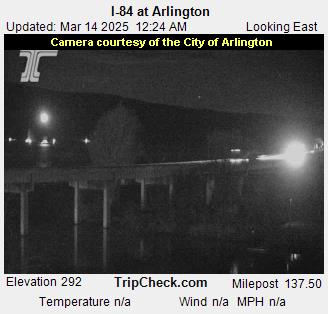 I-84 at Arlington
Updated: Mar 14 2025 12:24 AM Looking East
Camera courtesy of the City of Arlington
Elevation 292 TripCheck.com Milepost 137.50
Temperature n/a Wind n/a MPH n/a